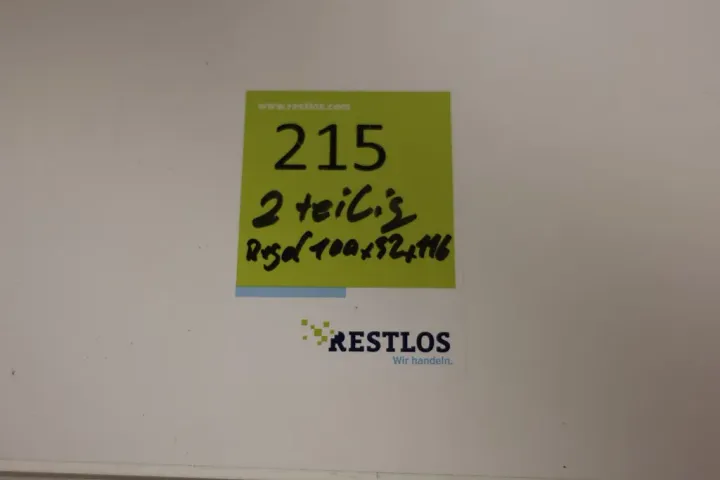 www.restlos.com
215
2 teilig
Regal 100x52x116
RESTLOS
Wir handeln.